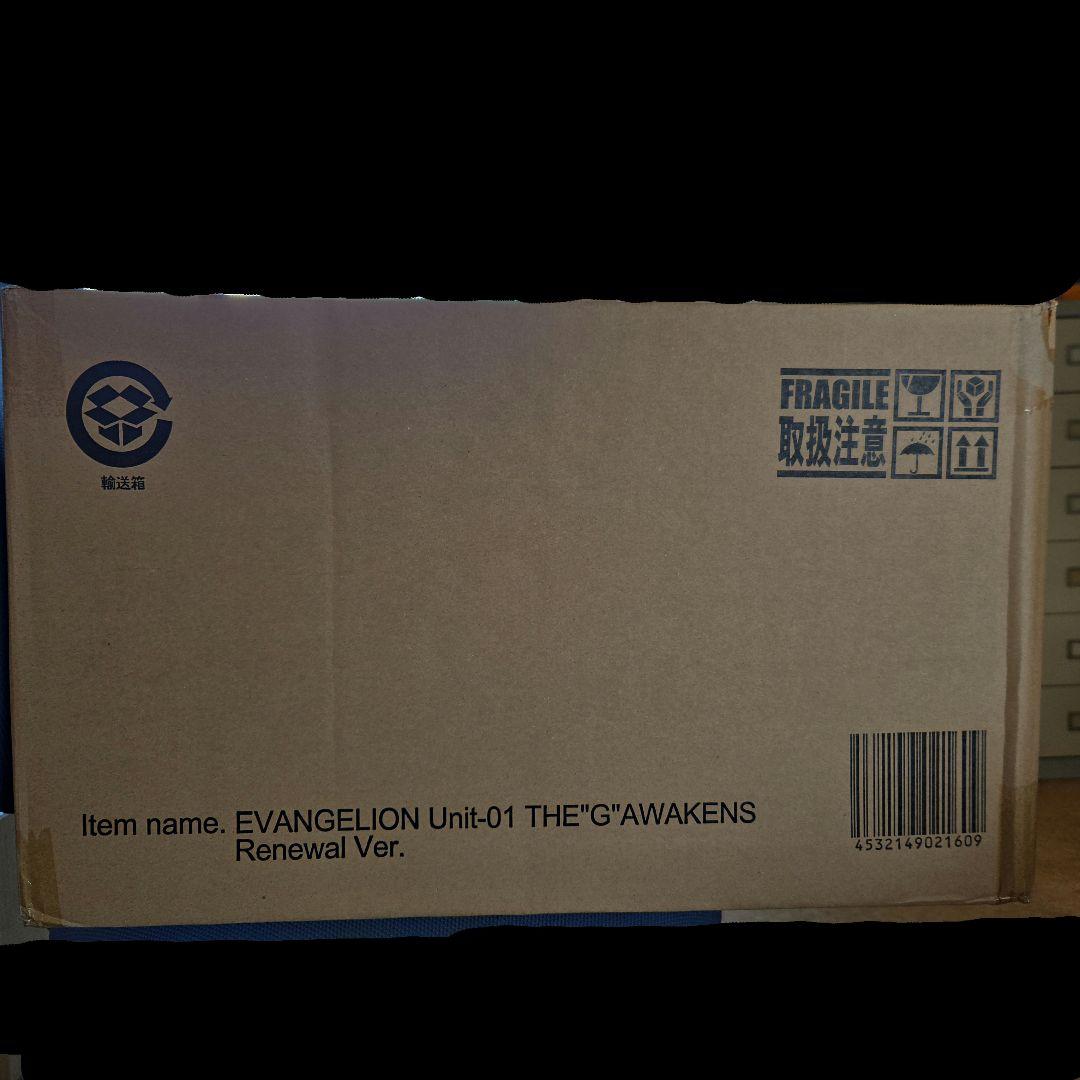 FRAGILE
取扱注意
輸送箱
Item name. EVANGELION Unit-01 THE"G"AWAKENS
Renewal Ver.
4532149021609